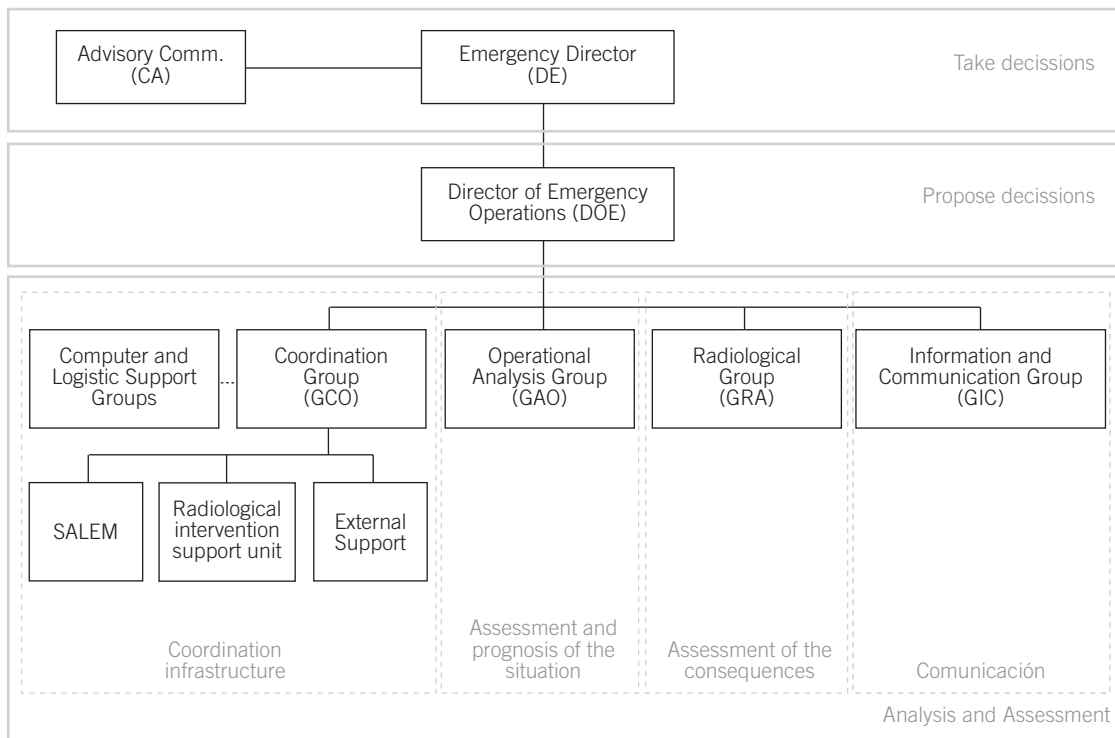 Advisory Comm.
(CA)
Emergency Director
(DE)
Take decissions
Director of Emergency
Operations (DOE)
Propose decissions
Computer and
Logistic Support
Groups
...
Coordination
Group
(GCO)
Operational
Analysis Group
(GAO)
Radiological
Group
(GRA)
Information and
Communication Group
(GIC)
SALEM
Radiological
intervention
support unit
External
Support
Coordination
infrastructure
Assessment and
prognosis of the
situation
Assessment of the
consequences
Comunicación
Analysis and Assessment